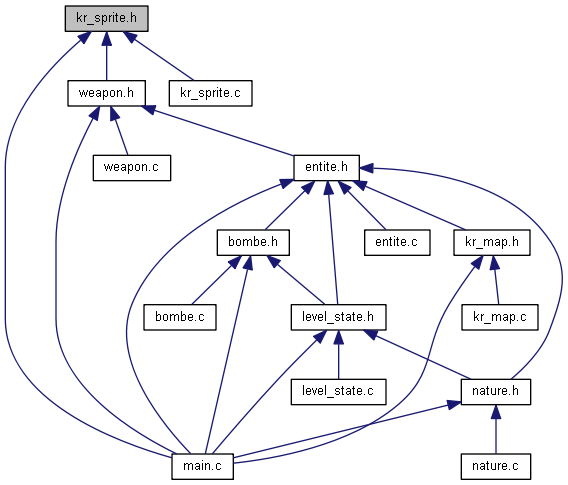 kr_sprite.h
weapon.h
kr_sprite.c
weapon.c
entite.h
bombe.h
entite.c
kr_map.h
bombe.c
level_state.h
kr_map.c
level_state.c
nature.h
main.c
nature.c